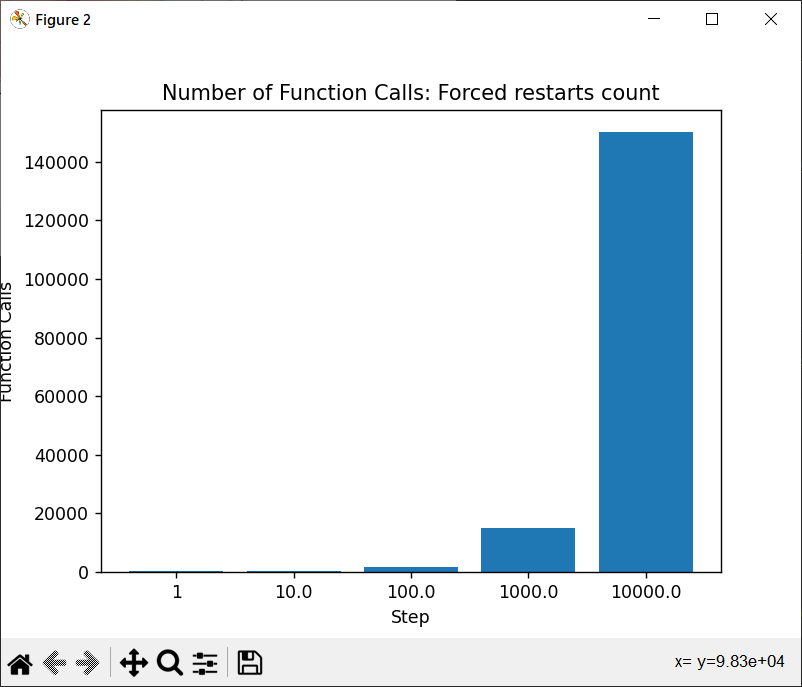 Figure 2
Number of Function Calls: Forced restarts count
140000
120000
100000
80000
60000
40000
20000
0
Function Calls
1 10.0 100.0 1000.0 10000.0
Step
x= y=9.83e+04